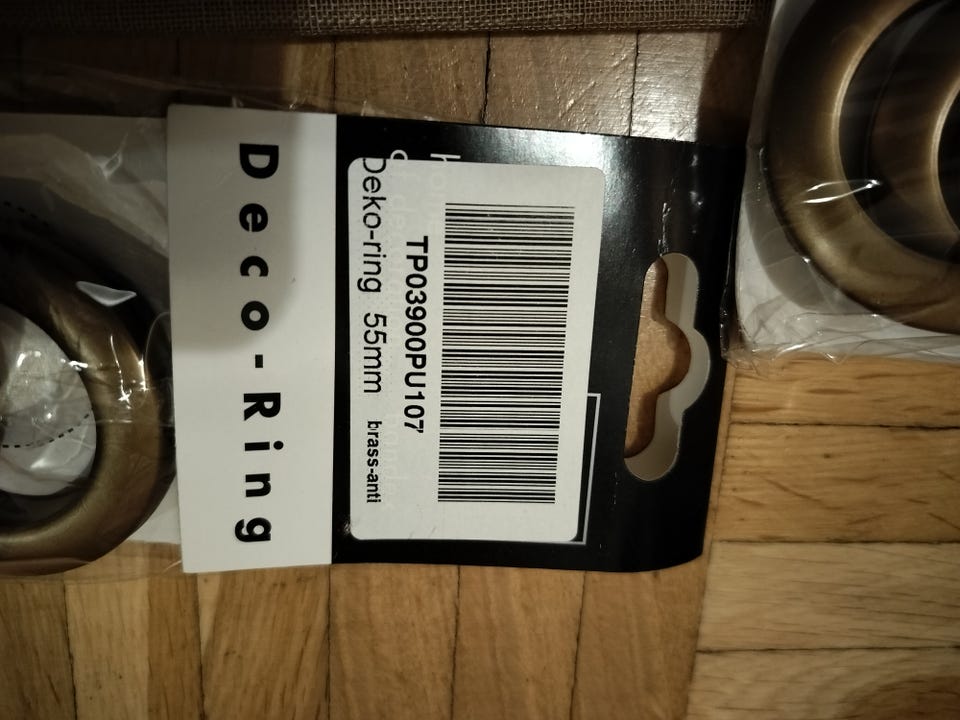 TP03900PU107
Deko-ring 55mm brass-anti
Deco-Ring